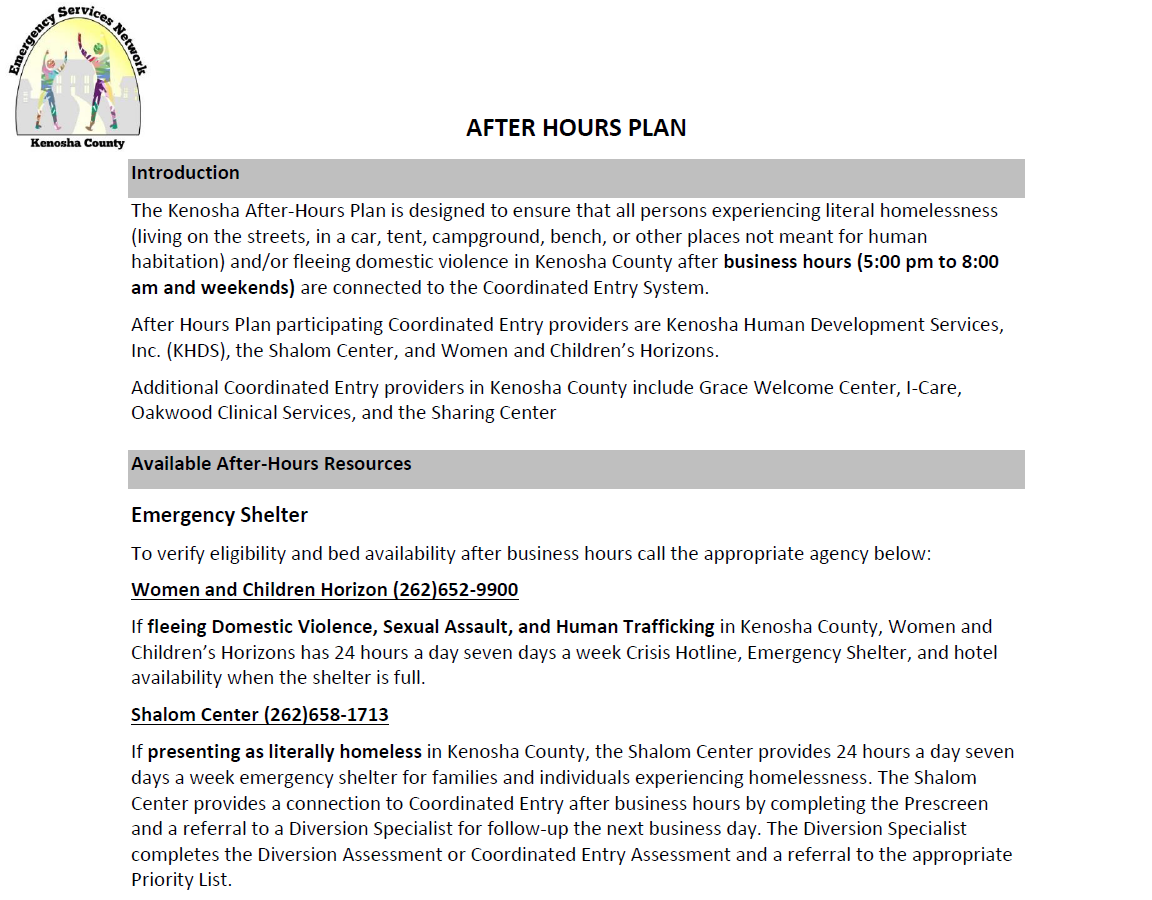 Emergency Services Network
Kenosha County
AFTER HOURS PLAN
Introduction
The Kenosha After-Hours Plan is designed to ensure that all persons experiencing literal homelessness
(living on the streets, in a car, tent, campground, bench, or other places not meant for human
habitation) and/or fleeing domestic violence in Kenosha County after business hours (5:00 pm to 8:00
am and weekends) are connected to the Coordinated Entry System.
After Hours Plan participating Coordinated Entry providers are Kenosha Human Development Services,
Inc. (KHDS), the Shalom Center, and Women and Children’s Horizons.
Additional Coordinated Entry providers in Kenosha County include Grace Welcome Center, I-Care,
Oakwood Clinical Services, and the Sharing Center
Available After-Hours Resources
Emergency Shelter
To verify eligibility and bed availability after business hours call the appropriate agency below:
Women and Children Horizon (262)652-9900
If fleeing Domestic Violence, Sexual Assault, and Human Trafficking in Kenosha County, Women and
Children’s Horizons has 24 hours a day seven days a week Crisis Hotline, Emergency Shelter, and hotel
availability when the shelter is full.
Shalom Center (262)658-1713
If presenting as literally homeless in Kenosha County, the Shalom Center provides 24 hours a day seven
days a week emergency shelter for families and individuals experiencing homelessness. The Shalom
Center provides a connection to Coordinated Entry after business hours by completing the Prescreen
and a referral to a Diversion Specialist for follow-up the next business day. The Diversion Specialist
completes the Diversion Assessment or Coordinated Entry Assessment and a referral to the appropriate
Priority List.